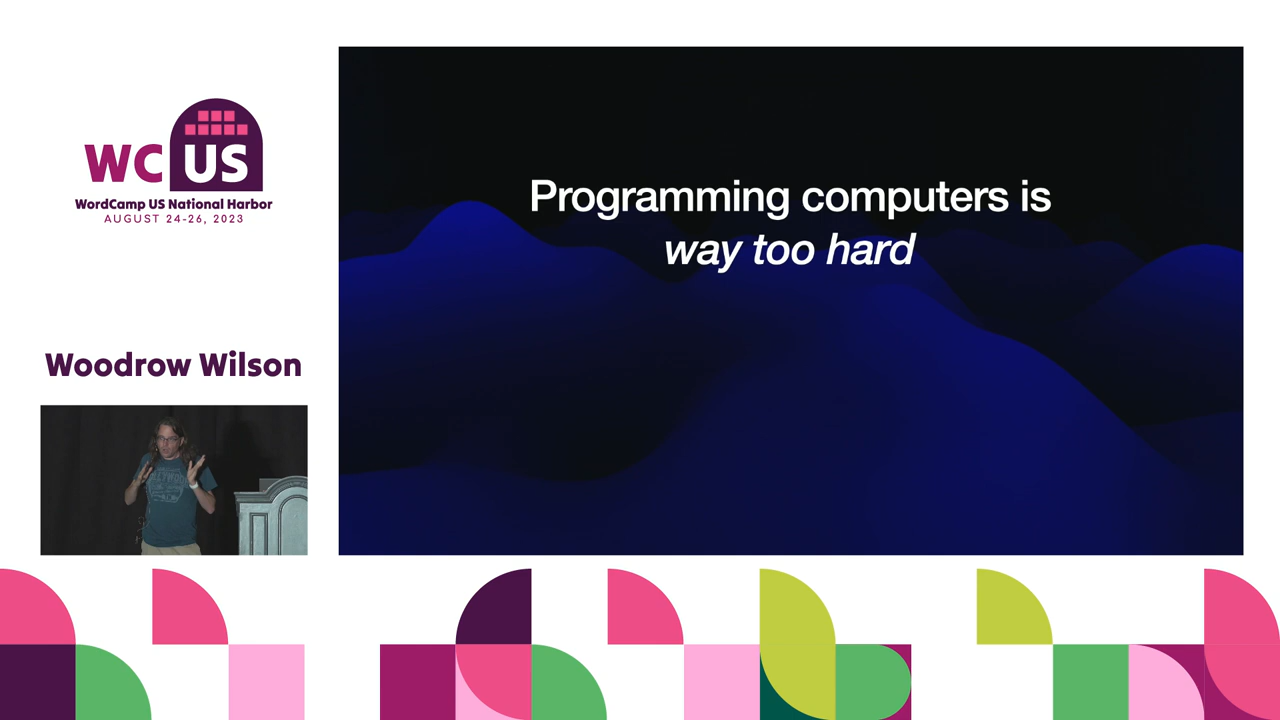 WC US
WordCamp US National Harbor
AUGUST 24-26, 2023
Programming computers is
way too hard
Woodrow Wilson